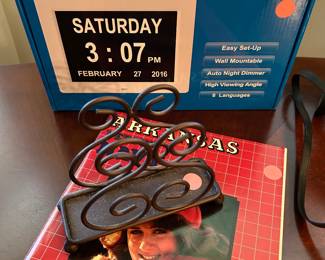 SATURDAY
3:07 PM
FEBRUARY 27 2016
Easy Set-Up
Wall Mountable
Auto Night Dimmer
High Viewing Angle
8 Languages
ARKANSAS